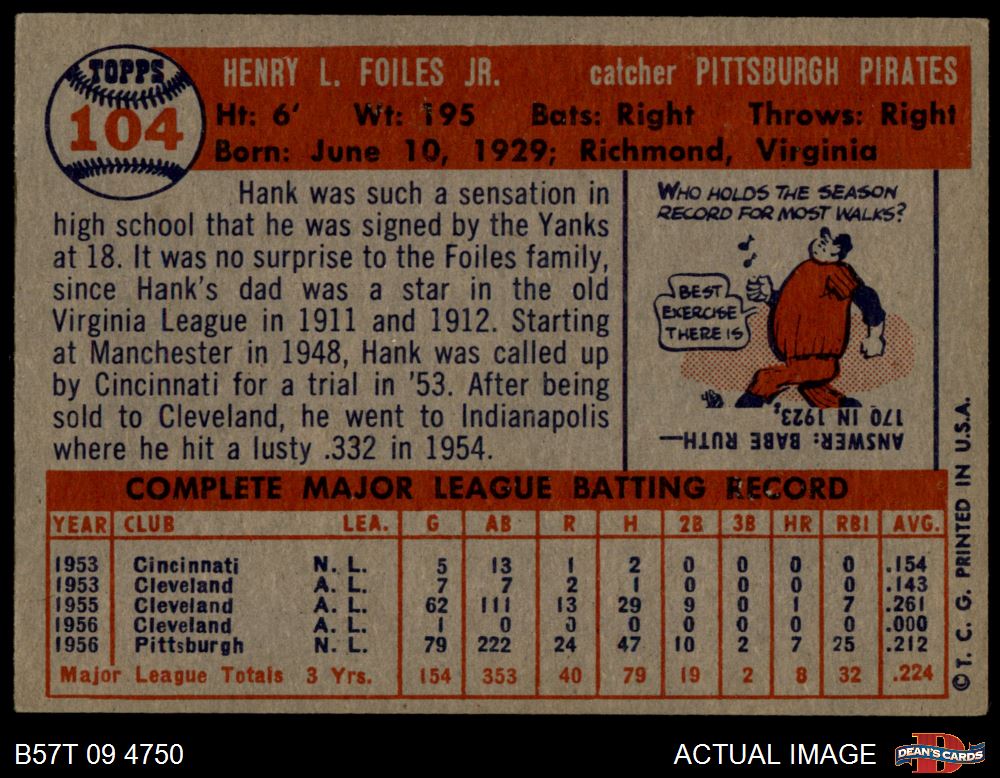 TOPPS
104
HENRY L. FOILES JR. catcher PITTSBURGH PIRATES
Ht: 6' Wt: 195 Bats: Right Throws: Right
Born: June 10, 1929; Richmond, Virginia
Hank was such a sensation in
high school that he was signed by the Yanks
at 18. It was no surprise to the Foiles family,
since Hank's dad was a star in the old
Virginia League in 1911 and 1912. Starting
at Manchester in 1948, Hank was called up
by Cincinnati for a trial in '53. After being
sold to Cleveland, he went to Indianapolis
where he hit a lusty .332 in 1954.
WHO HOLDS THE SEASON
RECORD FOR MOST WALKS?
BEST
EXERCISE
THERE IS
ANSWER: BABE RUTH—
170 IN 1923.
COMPLETE MAJOR LEAGUE BATTING RECORD
YEAR CLUB LEA. G AB R H 2B 3B HR RBI AVG.
1953 Cincinnati N. L. 5 13 1 2 0 0 0 0 .154
1953 Cleveland A. L. 7 7 2 1 0 0 0 0 .143
1955 Cleveland A. L. 62 111 13 29 9 0 1 7 .261
1956 Cleveland A. L. 1 0 0 0 0 0 0 0 .000
1956 Pittsburgh N. L. 79 222 24 47 10 2 7 25 .212
Major League Totals 3 Yrs. 154 353 40 79 19 2 8 32 .224
© T. C. G. PRINTED IN U.S.A.
B57T 09 4750
ACTUAL IMAGE
DEAN'S CARDS